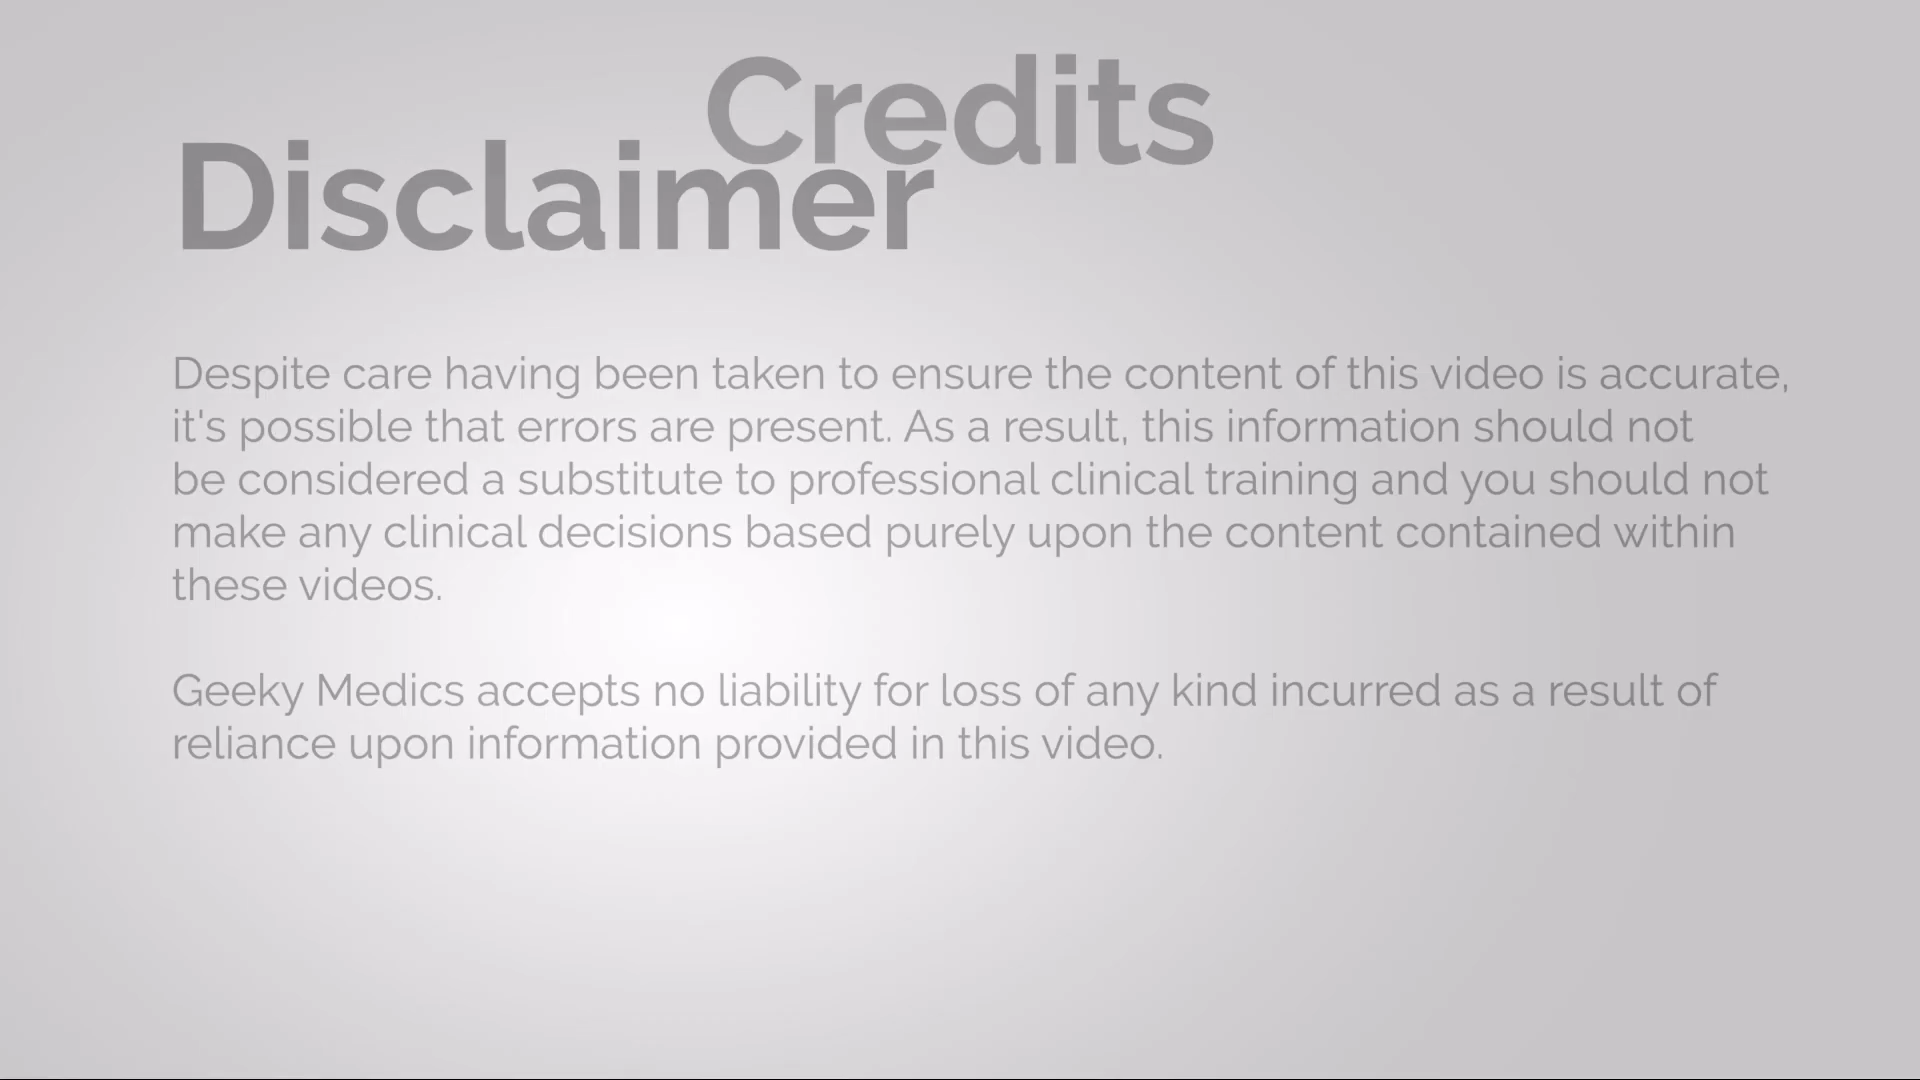 Credits
Disclaimer
Despite care having been taken to ensure the content of this video is accurate,
it's possible that errors are present. As a result, this information should not
be considered a substitute to professional clinical training and you should not
make any clinical decisions based purely upon the content contained within
these videos.
Geeky Medics accepts no liability for loss of any kind incurred as a result of
reliance upon information provided in this video.